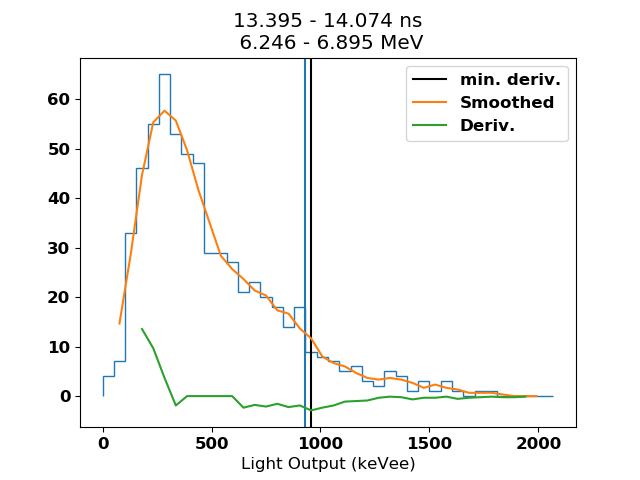 13.395 - 14.074 ns
6.246 - 6.895 MeV
min. deriv.
Smoothed
Deriv.
60
50
40
30
20
10
0
0 500 1000 1500 2000
Light Output (keVee)